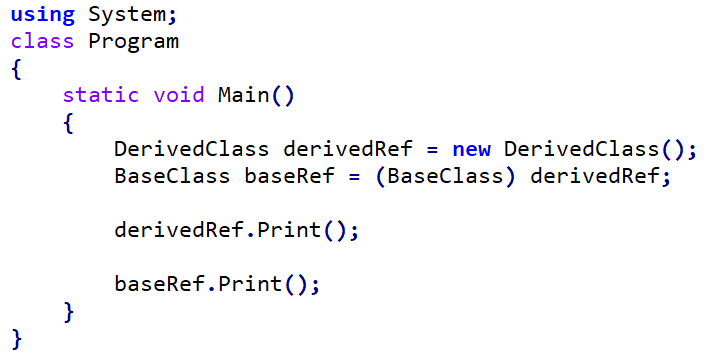 using System;
class Program
{
    static void Main()
    {
        DerivedClass derivedRef = new DerivedClass();
        BaseClass baseRef = (BaseClass) derivedRef;

        derivedRef.Print();

        baseRef.Print();
    }
}